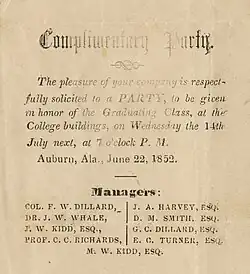 Complimentary Party.
The pleasure of your company is respect-
fully solicited to a PARTY, to be given
in honor of the Graduating Class, at the
College buildings, on Wednesday the 14th
July next, at 7 o'clock P. M.
Auburn, Ala., June 22, 1852.
Managers:
COL. F. W. DILLARD,
DR. J. W. WHALE,
J. W. KIDD, ESQ.,
PROF. C. C. RICHARDS,
J. A. HARVEY, ESQ.
D. M. SMITH, ESQ.
G. C. DILLARD, ESQ.
E. C. TURNER, ESQ.
M. W. KIDD, ESQ.